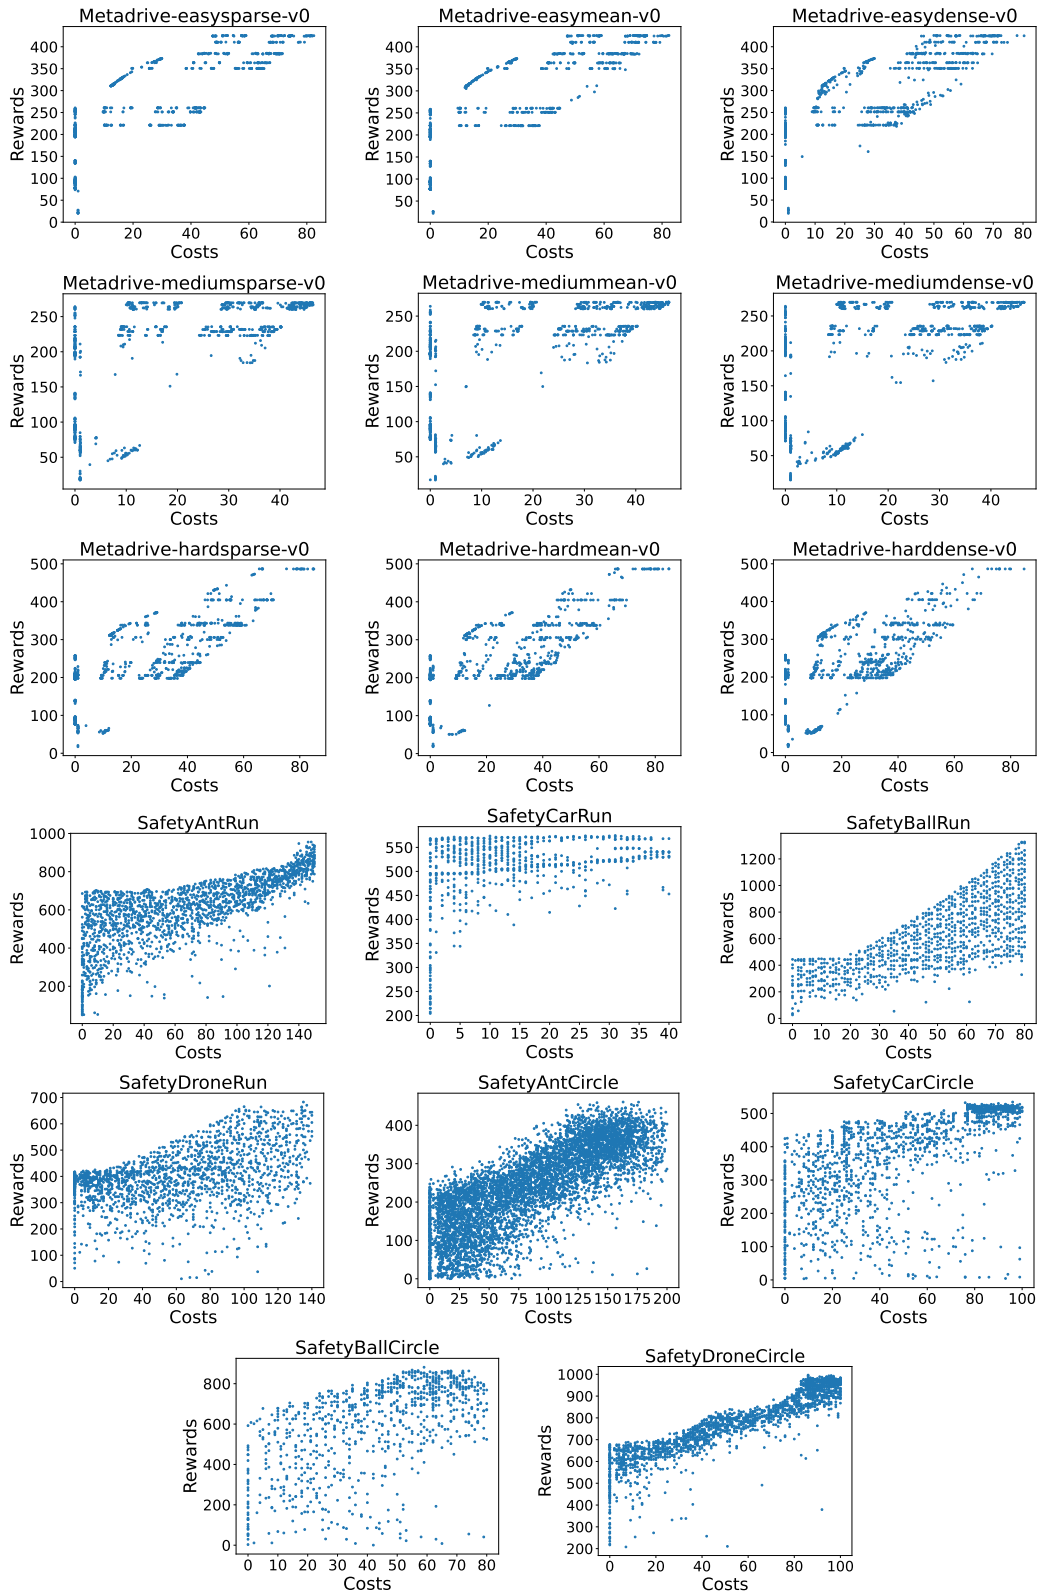 Metadrive-easysparse-v0 Metadrive-easymean-v0 Metadrive-easydense-v0
Rewards 400 350 300 250 200 150 100 50 0
0 20 40 60 80
Costs
Rewards 400 350 300 250 200 150 100 50
0 20 40 60 80
Costs
Rewards 400 350 300 250 200 150 100 50 0
0 10 20 30 40 50 60 70 80
Costs
Metadrive-mediumsparse-v0 Metadrive-mediummean-v0 Metadrive-mediumdense-v0
Rewards 250 200 150 100 50
0 10 20 30 40
Costs
Rewards 250 200 150 100 50 0
0 10 20 30 40
Costs
Rewards 250 200 150 100 50 0
0 10 20 30 40
Costs
Metadrive-hardsparse-v0 Metadrive-hardmean-v0 Metadrive-harddense-v0
Rewards 500 400 300 200 100 0
0 20 40 60 80
Costs
Rewards 500 400 300 200 100 0
0 20 40 60 80
Costs
Rewards 500 400 300 200 100 0
0 20 40 60 80
Costs
SafetyAntRun SafetyCarRun SafetyBallRun
Rewards 1000 800 600 400 200
0 20 40 60 80 100 120 140
Costs
Rewards 550 500 450 400 350 300 250 200
0 5 10 15 20 25 30 35 40
Costs
Rewards 1200 1000 800 600 400 200 0
0 10 20 30 40 50 60 70 80
Costs
SafetyDroneRun SafetyAntCircle SafetyCarCircle
Rewards 700 600 500 400 300 200 100 0
0 20 40 60 80 100 120 140
Costs
Rewards 400 300 200 100 0
0 25 50 75 100 125 150 175 200
Costs
Rewards 500 400 300 200 100 0
0 20 40 60 80 100
Costs
SafetyBallCircle SafetyDroneCircle
Rewards 800 600 400 200 0
0 10 20 30 40 50 60 70 80
Costs
Rewards 1000 900 800 700 600 500 400 300 200
0 20 40 60 80 100
Costs